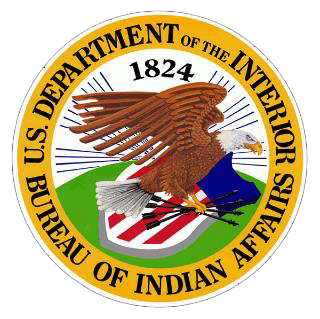 U.S. DEPARTMENT OF THE INTERIOR
1824
BUREAU OF INDIAN AFFAIRS